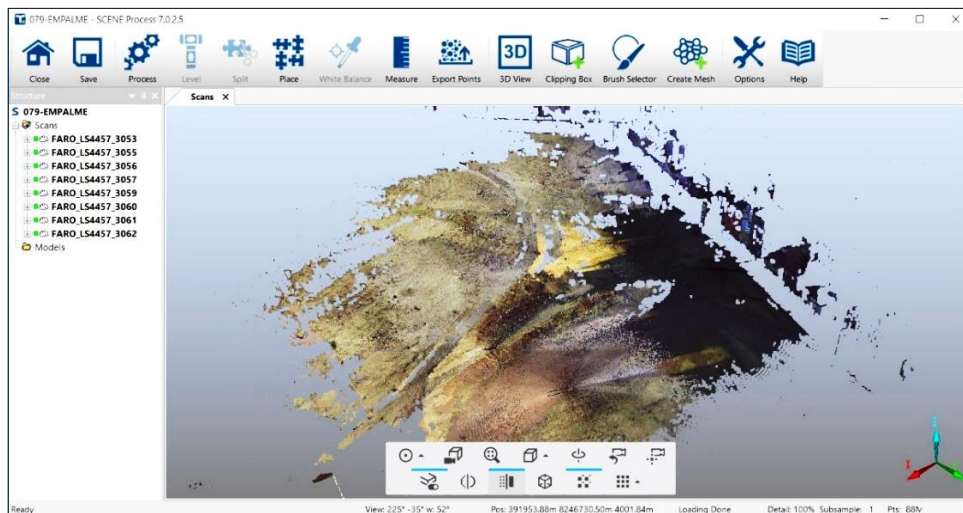 079-EMPALME - SCENE Process 7.0.2.5
Close Save Process Level Split Place White Balance Measure Export Points 3D View Clipping Box Brush Selector Create Mesh Options Help
3D
Structure
Scans X
S 079-EMPALME
Scans
FARO_LS4457_3053
FARO_LS4457_3055
FARO_LS4457_3056
FARO_LS4457_3057
FARO_LS4457_3059
FARO_LS4457_3060
FARO_LS4457_3061
FARO_LS4457_3062
Models
X Z Y
Ready View: 225° -35° w: 52° Pos: 391953.88m 8246730.50m 4001.84m Loading Done Detail: 100% Subsample: 1 Pts: 88M